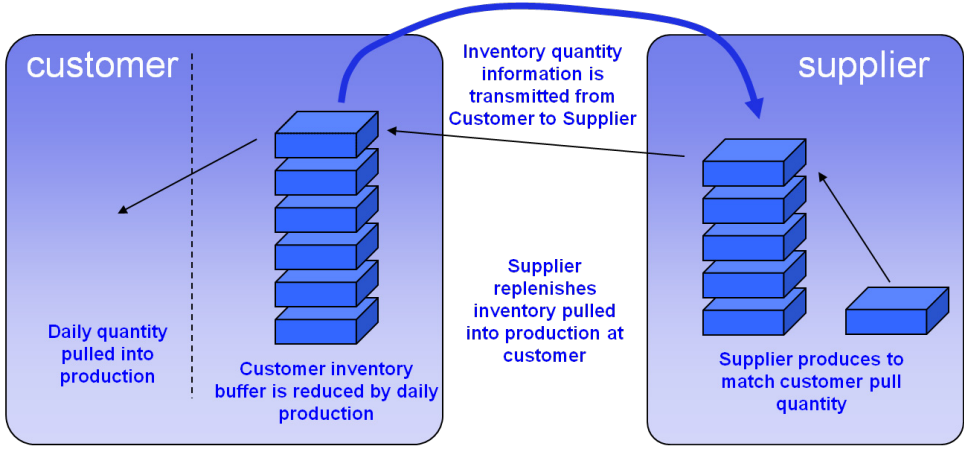 customer
supplier
Inventory quantity
information is
transmitted from
Customer to Supplier
Supplier
replenishes
inventory pulled
into production at
customer
Daily quantity
pulled into
production
Customer inventory
buffer is reduced by daily
production
Supplier produces to
match customer pull
quantity